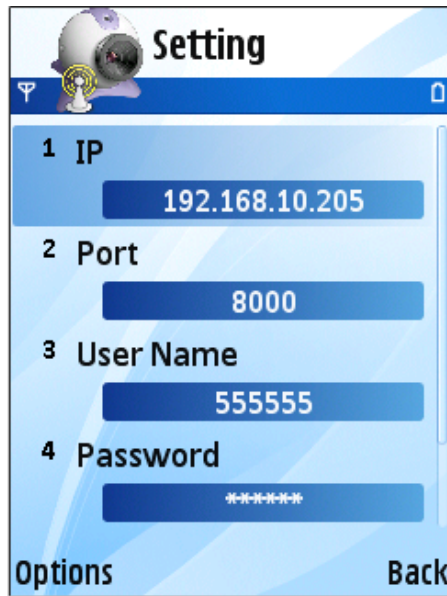 Setting
1 IP
192.168.10.205
2 Port
8000
3 User Name
555555
4 Password
******
Options Back